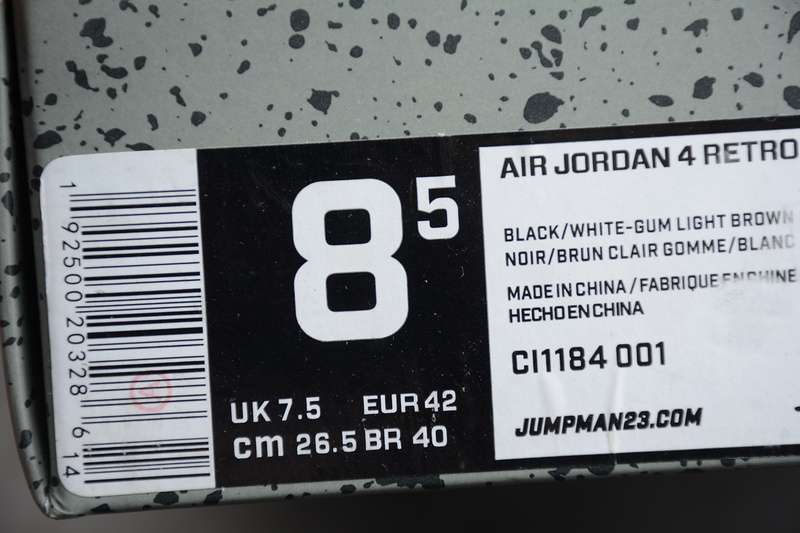 1 92500 20328 6 14
8 5
UK 7.5 EUR 42
cm 26.5 BR 40
AIR JORDAN 4 RETRO
BLACK/WHITE-GUM LIGHT BROWN
NOIR/BRUN CLAIR GOMME/BLANC
MADE IN CHINA / FABRIQUE EN CHINE
HECHO EN CHINA
CI1184 001
JUMPMAN23.COM